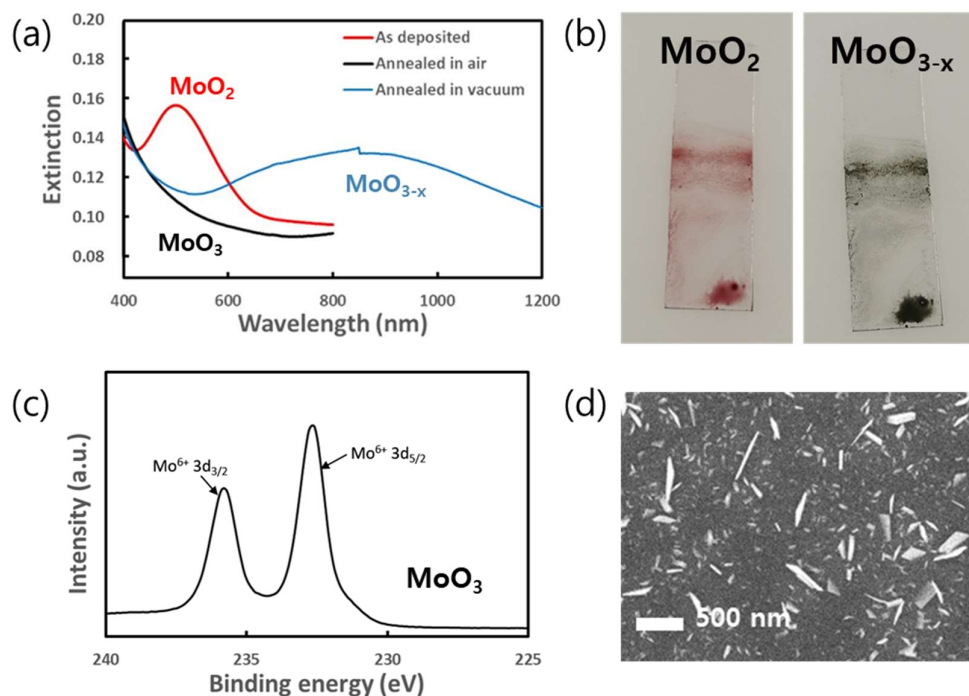 (a)
0.20
0.18
0.16
0.14
0.12
0.10
0.08
Extinction
As deposited
Annealed in air
Annealed in vacuum
MoO₂
MoO₃₋ₓ
MoO₃
400 600 800 1000 1200
Wavelength (nm)
(b)
MoO₂
MoO₃₋ₓ
(c)
Intensity (a.u.)
Mo⁶⁺ 3d₃/₂
Mo⁶⁺ 3d₅/₂
MoO₃
240 235 230 225
Binding energy (eV)
(d)
500 nm